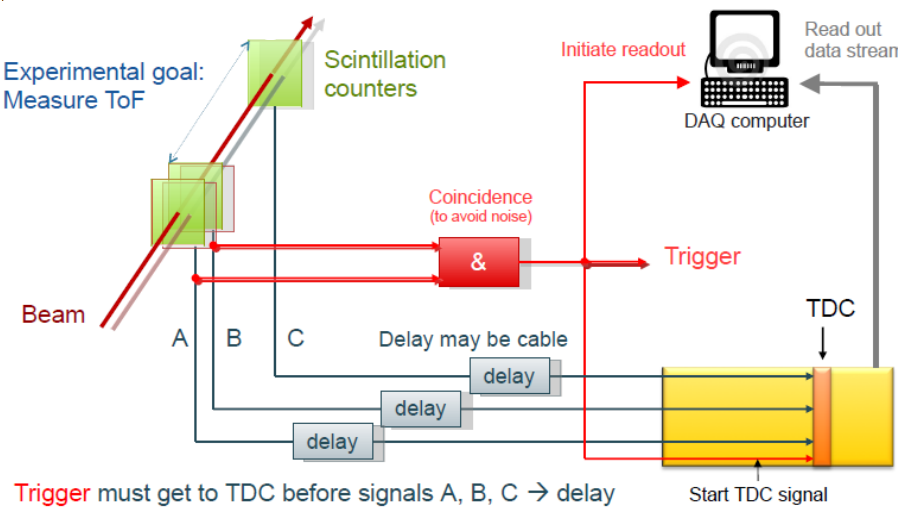 Experimental goal:
Measure ToF
Scintillation
counters
Initiate readout
Read out
data stream
DAQ computer
Coincidence
(to avoid noise)
&
Trigger
Beam
A
B
C
Delay may be cable
TDC
delay
delay
delay
Trigger must get to TDC before signals A, B, C → delay
Start TDC signal